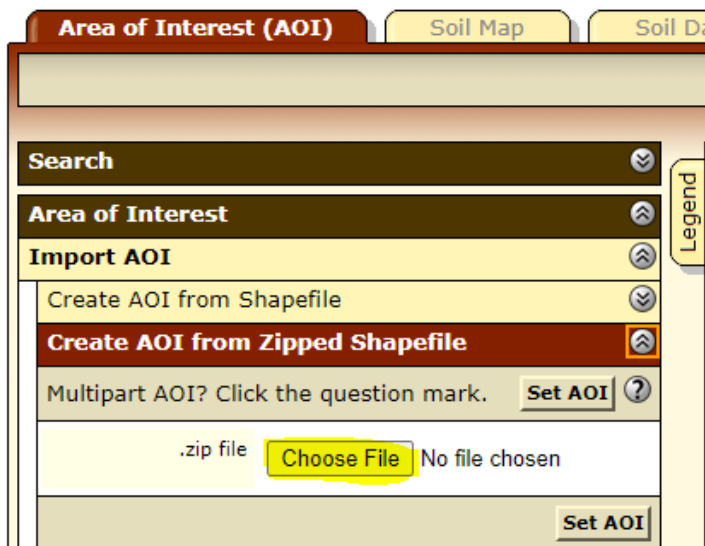 Area of Interest (AOI) Soil Map Soil Da
Search
Legend
Area of Interest
Import AOI
Create AOI from Shapefile
Create AOI from Zipped Shapefile
Multipart AOI? Click the question mark. Set AOI ?
.zip file Choose File No file chosen
Set AOI